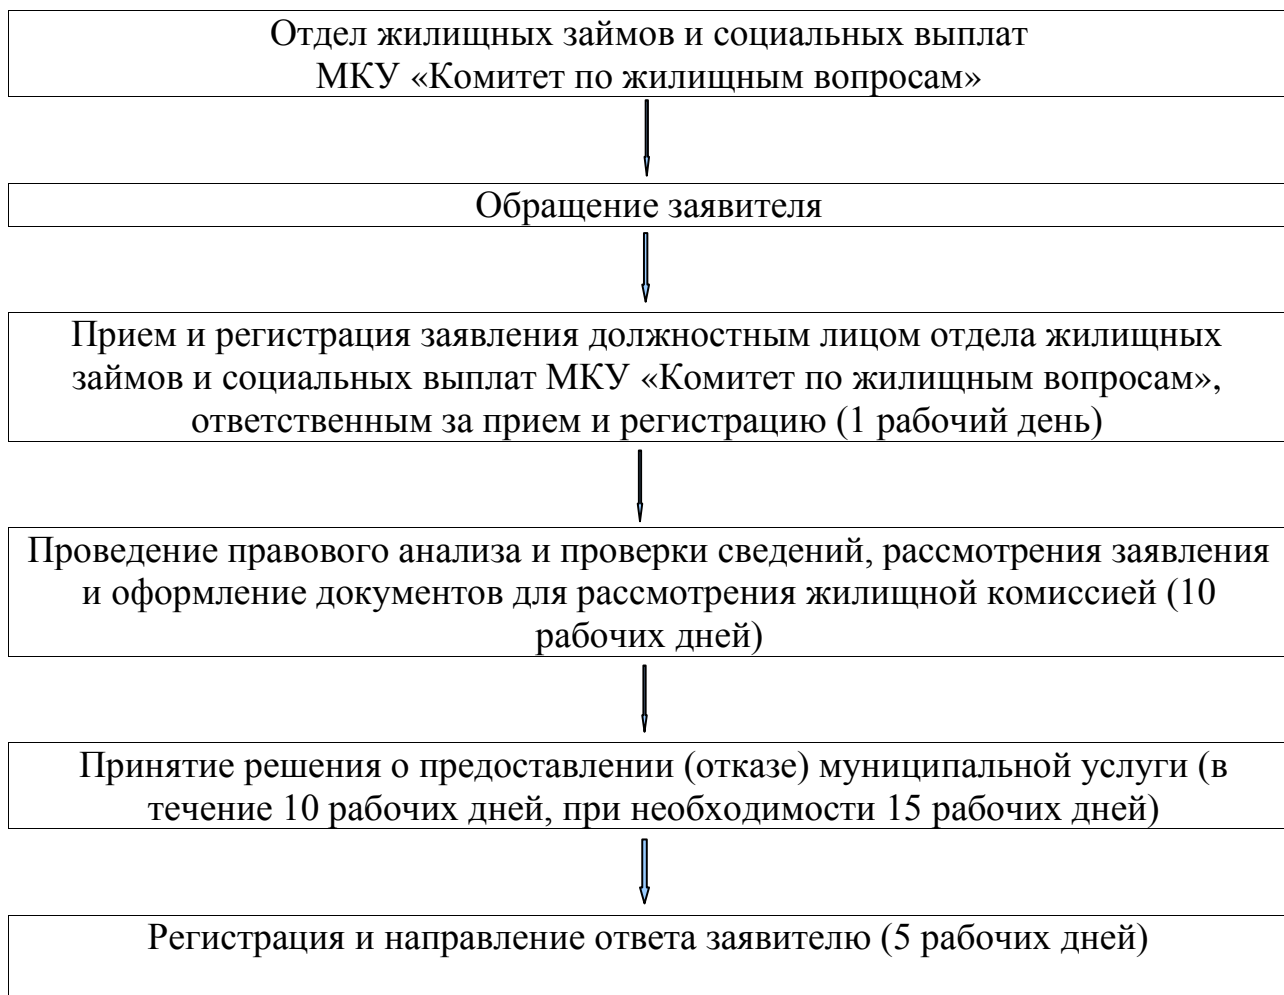 Отдел жилищных займов и социальных выплат
МКУ «Комитет по жилищным вопросам»
Обращение заявителя
Прием и регистрация заявления должностным лицом отдела жилищных
займов и социальных выплат МКУ «Комитет по жилищным вопросам»,
ответственным за прием и регистрацию (1 рабочий день)
Проведение правового анализа и проверки сведений, рассмотрения заявления
и оформление документов для рассмотрения жилищной комиссией (10
рабочих дней)
Принятие решения о предоставлении (отказе) муниципальной услуги (в
течение 10 рабочих дней, при необходимости 15 рабочих дней)
Регистрация и направление ответа заявителю (5 рабочих дней)